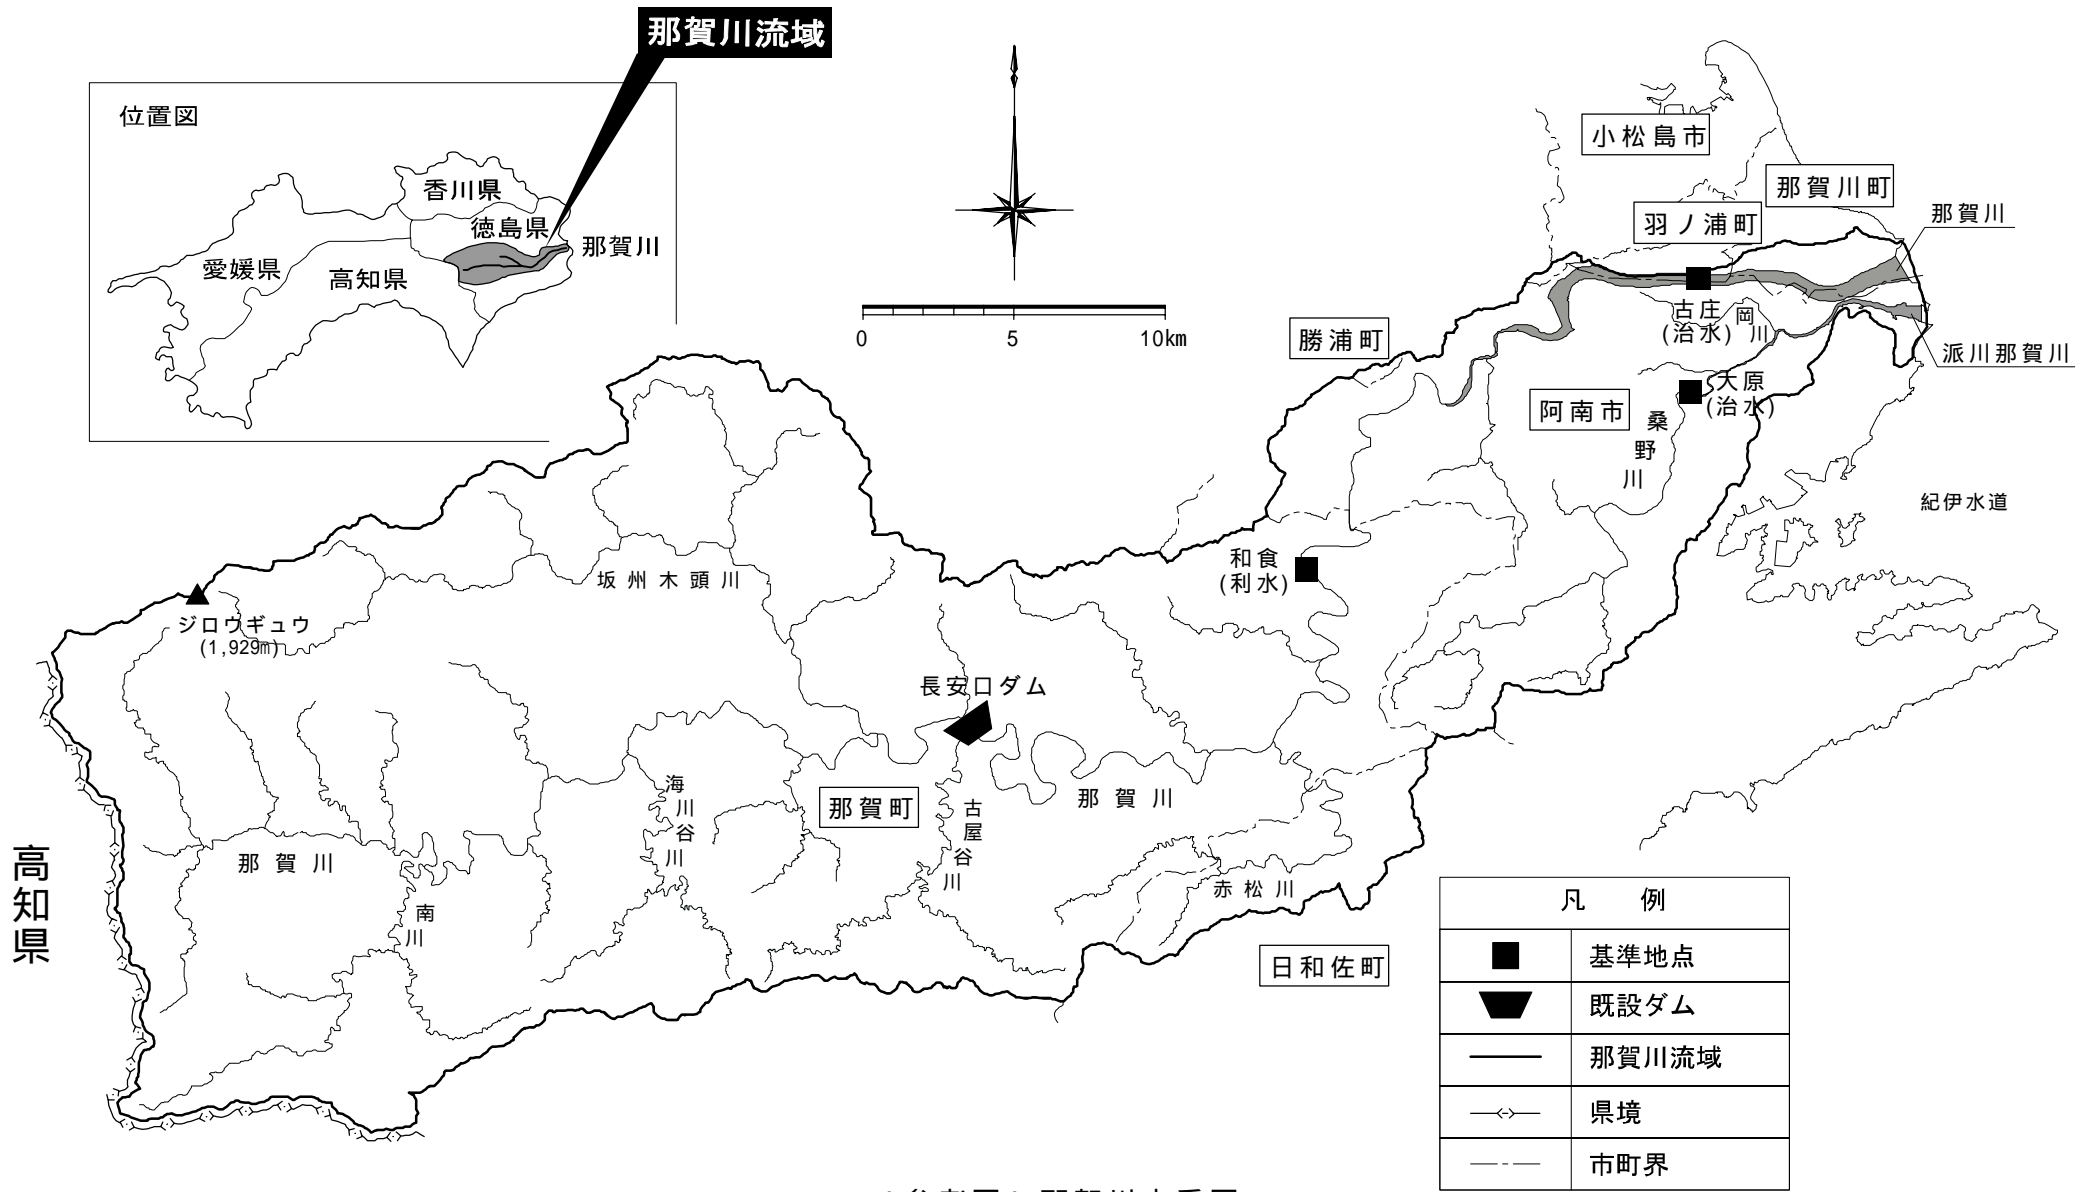 那賀川流域
位置図
香川県
徳島県
愛媛県
高知県
那賀川
0 5 10km
小松島市
那賀川町
羽ノ浦町
那賀川
古庄
(治水)
岡川
派川那賀川
勝浦町
大原
(治水)
阿南市
桑野川
紀伊水道
和食
(利水)
坂州木頭川
ジロウギュウ
(1,929m)
長安口ダム
海川谷川
那賀町
古屋谷川
那賀川
那賀川
南川
赤松川
高知県
日和佐町
凡例
基準地点
既設ダム
那賀川流域
県境
市町界